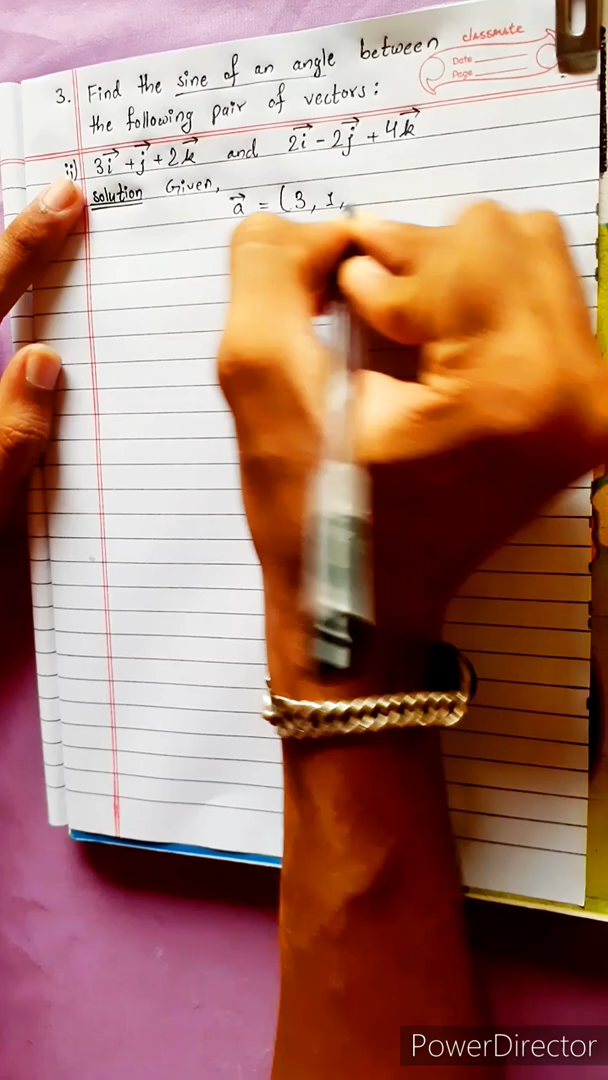 classmate
Date
Page
3. Find the sine of an angle between
the following pair of vectors:
ii) 3i⃗ + j⃗ + 2k⃗ and 2i⃗ - 2j⃗ + 4k⃗
solution Given,
a⃗ = (3, 1,
PowerDirector